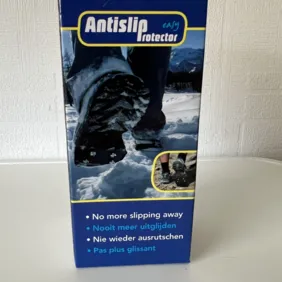 Antislip easy
Protector
• No more slipping away
• Nooit meer uitglijden
• Nie wieder ausrutschen
• Pas plus glissant